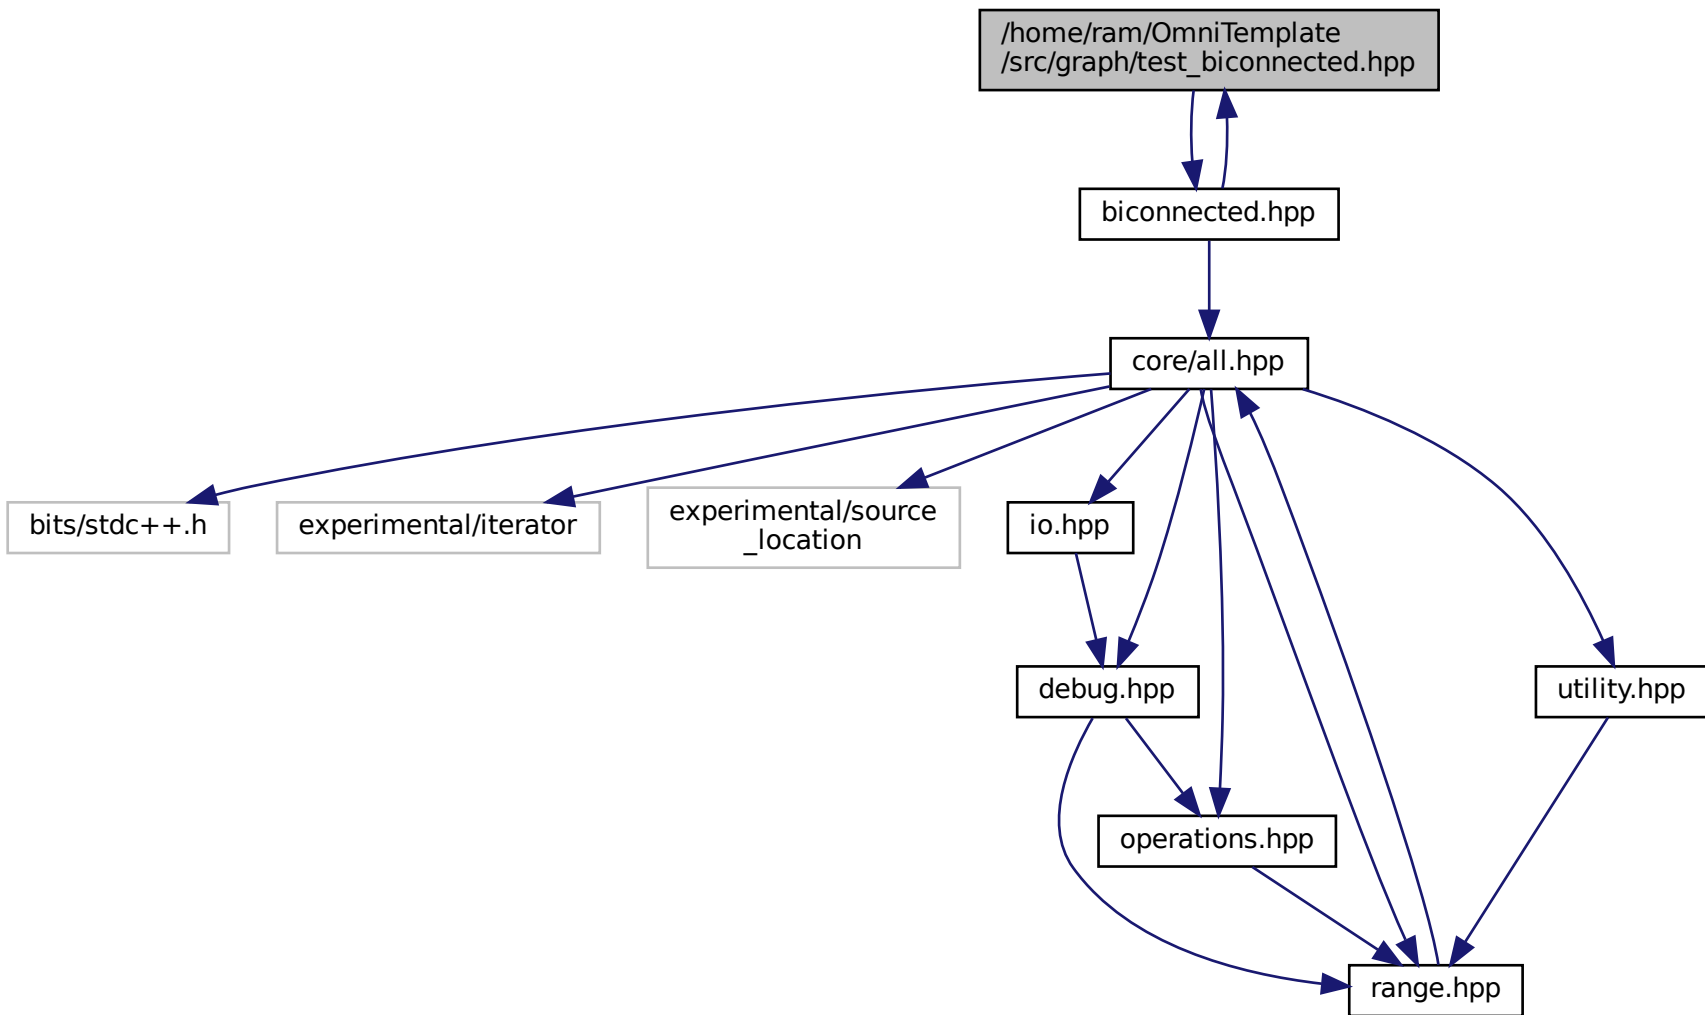 /home/ram/OmniTemplate
/src/graph/test_biconnected.hpp
biconnected.hpp
core/all.hpp
bits/stdc++.h
experimental/iterator
experimental/source
_location
io.hpp
debug.hpp
utility.hpp
operations.hpp
range.hpp